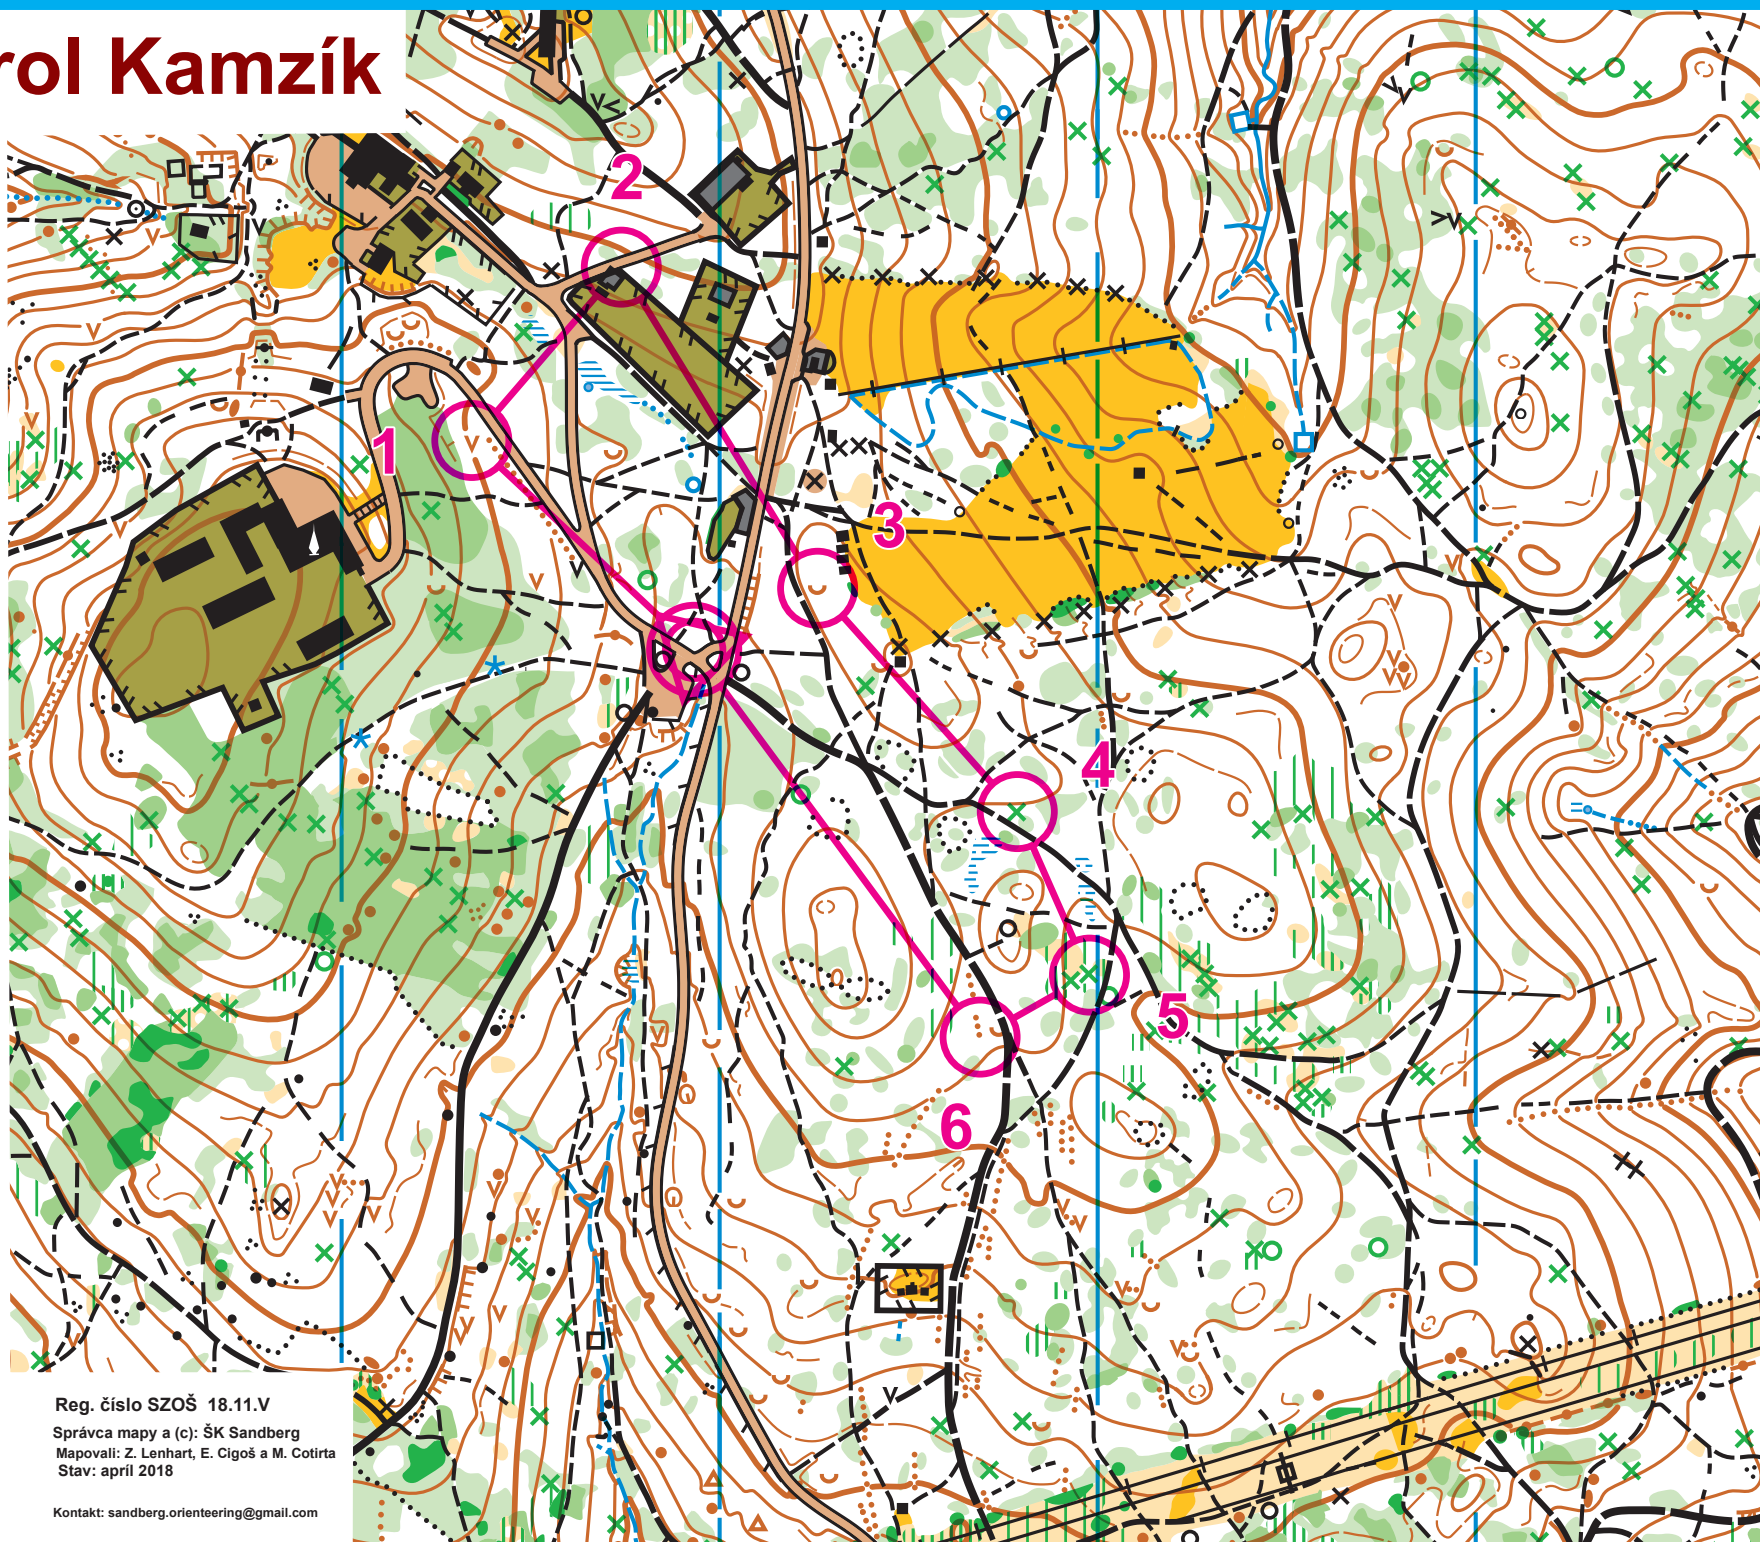 rol Kamzík
2
1
3
4
5
6
Reg. číslo SZOŠ 18.11.V
Správca mapy a (c): ŠK Sandberg
Mapovali: Z. Lenhart, E. Cigoš a M. Cotirta
Stav: apríl 2018
Kontakt: sandberg.orienteering@gmail.com